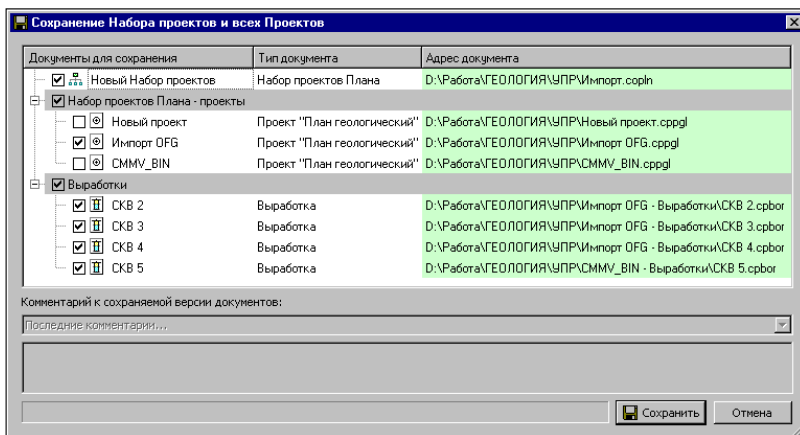 Сохранение Набора проектов и всех Проектов
Документы для сохранения Тип документа Адрес документа
Новый Набор проектов Набор проектов Плана D:\Работа\ГЕОЛОГИЯ\УПР\Импорт.copln
Набор проектов Плана - проекты
Новый проект Проект "План геологический" D:\Работа\ГЕОЛОГИЯ\УПР\Новый проект.cppgl
Импорт OFG Проект "План геологический" D:\Работа\ГЕОЛОГИЯ\УПР\Импорт OFG.cppgl
CMMV_BIN Проект "План геологический" D:\Работа\ГЕОЛОГИЯ\УПР\CMMV_BIN.cppgl
Выработки
СКВ 2 Выработка D:\Работа\ГЕОЛОГИЯ\УПР\Импорт OFG - Выработки\СКВ 2.cpbor
СКВ 3 Выработка D:\Работа\ГЕОЛОГИЯ\УПР\Импорт OFG - Выработки\СКВ 3.cpbor
СКВ 4 Выработка D:\Работа\ГЕОЛОГИЯ\УПР\Импорт OFG - Выработки\СКВ 4.cpbor
СКВ 5 Выработка D:\Работа\ГЕОЛОГИЯ\УПР\CMMV_BIN - Выработки\СКВ 5.cpbor
Комментарий к сохраняемой версии документов:
Последние комментарии...
Сохранить Отмена